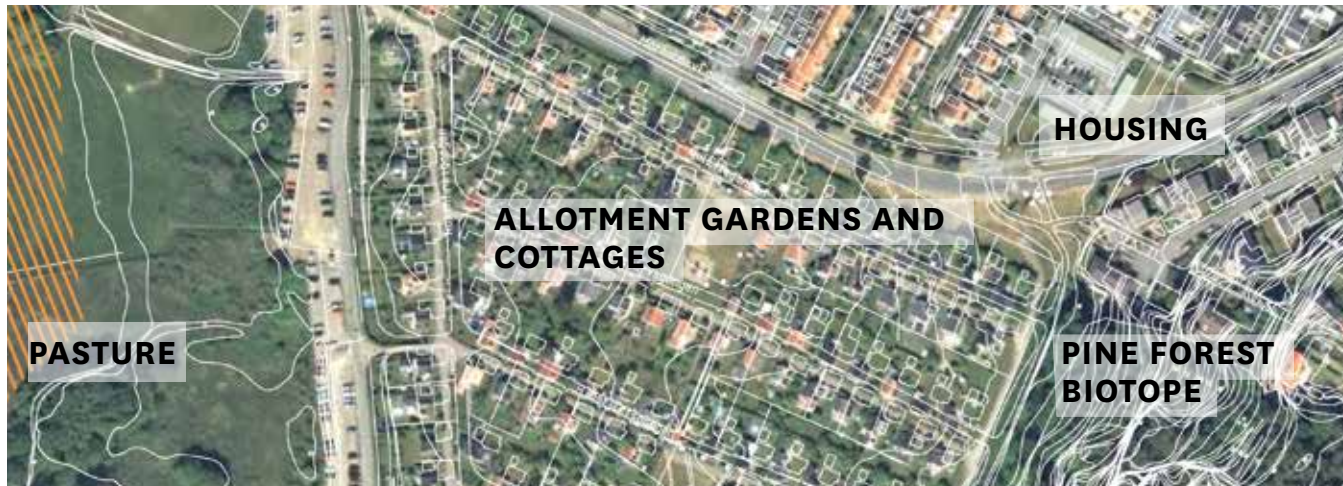 HOUSING
ALLOTMENT GARDENS AND
COTTAGES
PASTURE
PINE FOREST
BIOTOPE